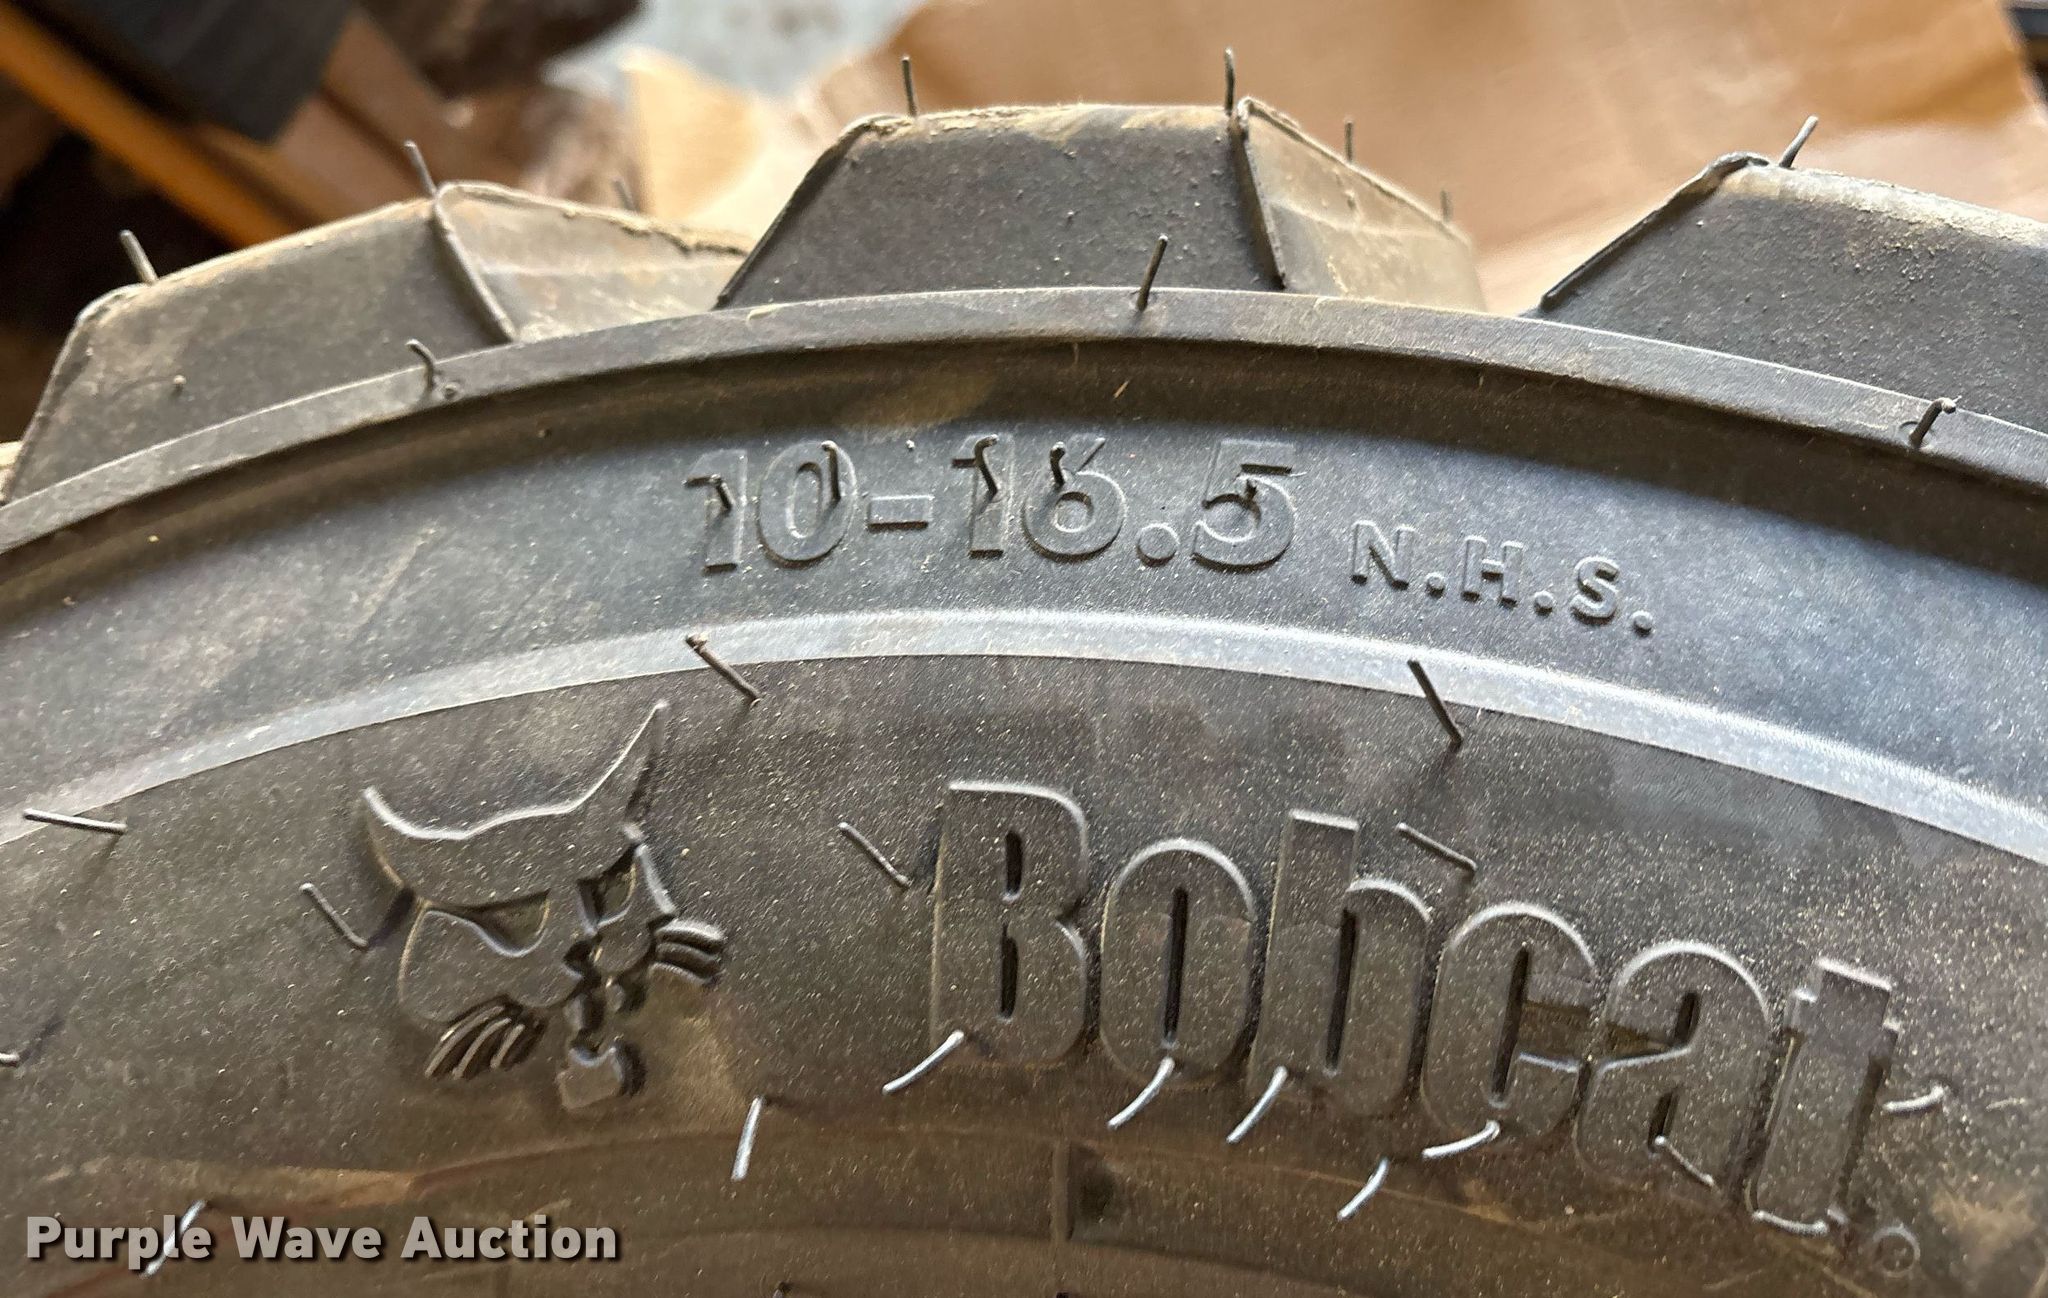 10-16.5 N.H.S.
Bobcat®
Purple Wave Auction